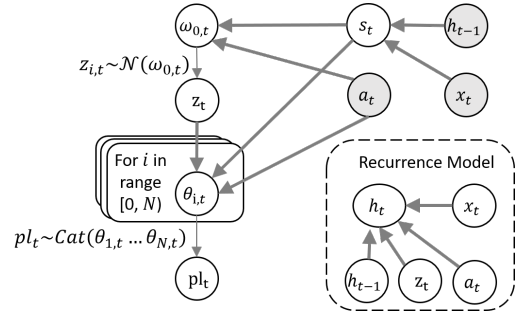 ω₀,ₜ
sₜ
hₜ₋₁
zᵢ,ₜ~𝒩(ω₀,ₜ)
zₜ
aₜ
xₜ
For i in
range
[0, N)
θᵢ,ₜ
plₜ~Cat(θ₁,ₜ … θN,ₜ)
plₜ
Recurrence Model
hₜ
xₜ
hₜ₋₁
zₜ
aₜ